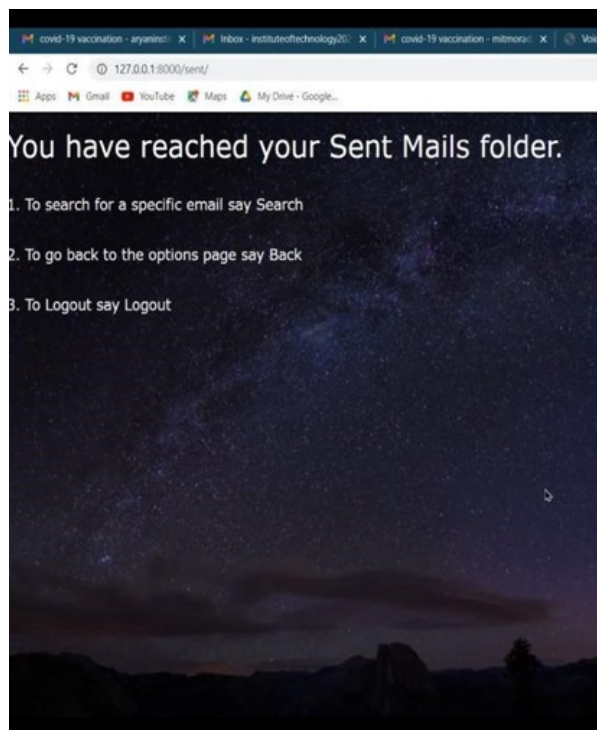 covid-19 vaccination - aryaninst
Inbox - instituteoftechnology20
covid-19 vaccination - mitmorad
Voic
127.0.0.1:8000/sent/
Apps Gmail YouTube Maps My Drive - Google...
You have reached your Sent Mails folder.
1. To search for a specific email say Search
2. To go back to the options page say Back
3. To Logout say Logout